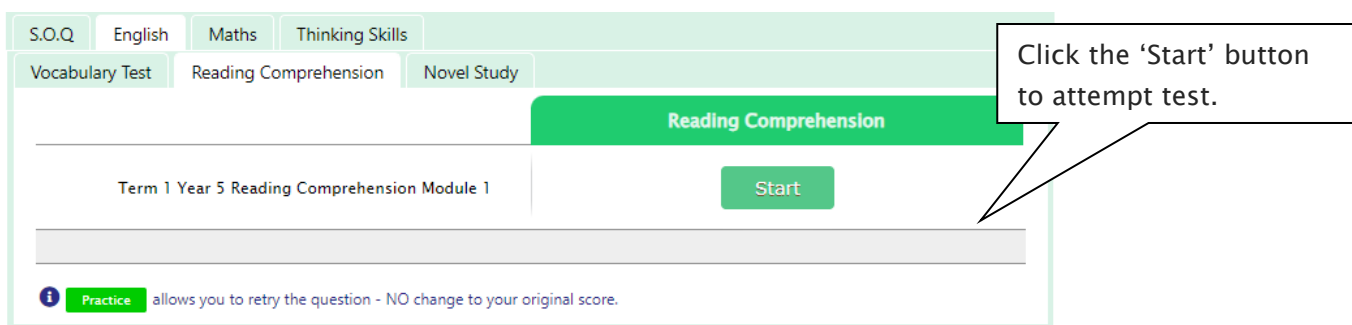 S.O.Q English Maths Thinking Skills
Vocabulary Test Reading Comprehension Novel Study
Click the ‘Start’ button
to attempt test.
Reading Comprehension
Term 1 Year 5 Reading Comprehension Module 1 Start
Practice allows you to retry the question - NO change to your original score.